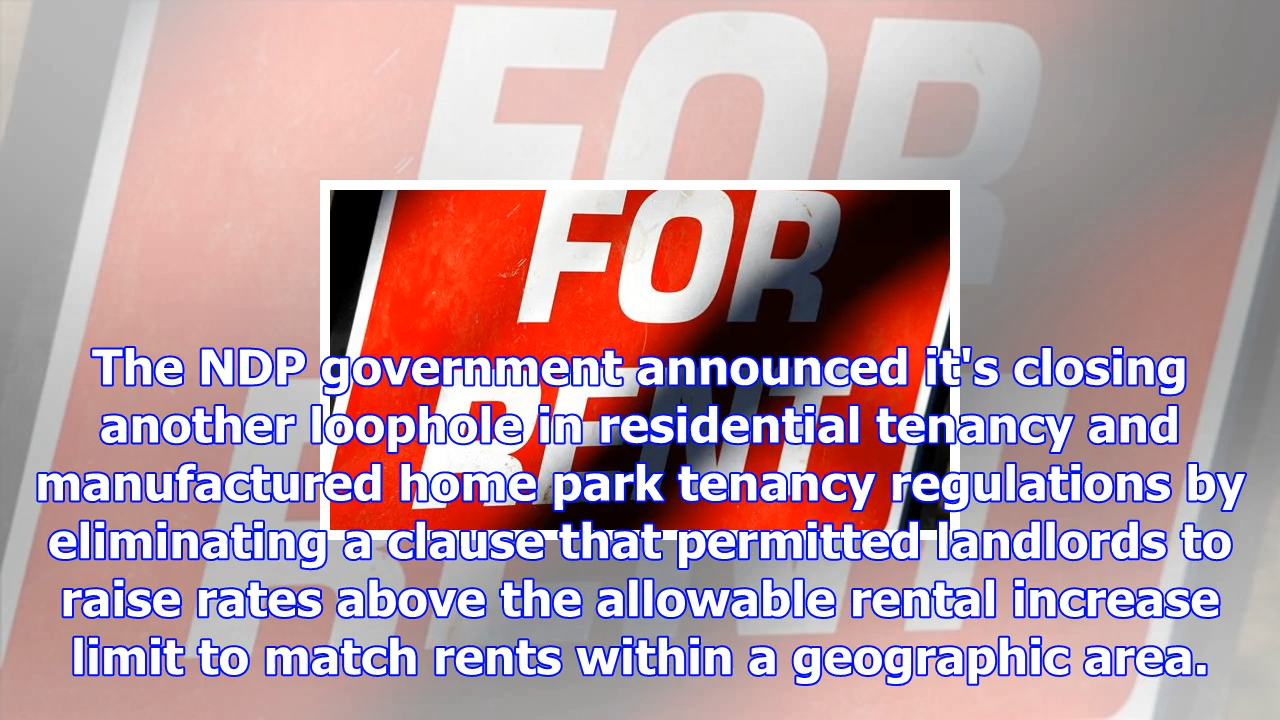 FOR
FOR
RENT
The NDP government announced it's closing
another loophole in residential tenancy and
manufactured home park tenancy regulations by
eliminating a clause that permitted landlords to
raise rates above the allowable rental increase
limit to match rents within a geographic area.